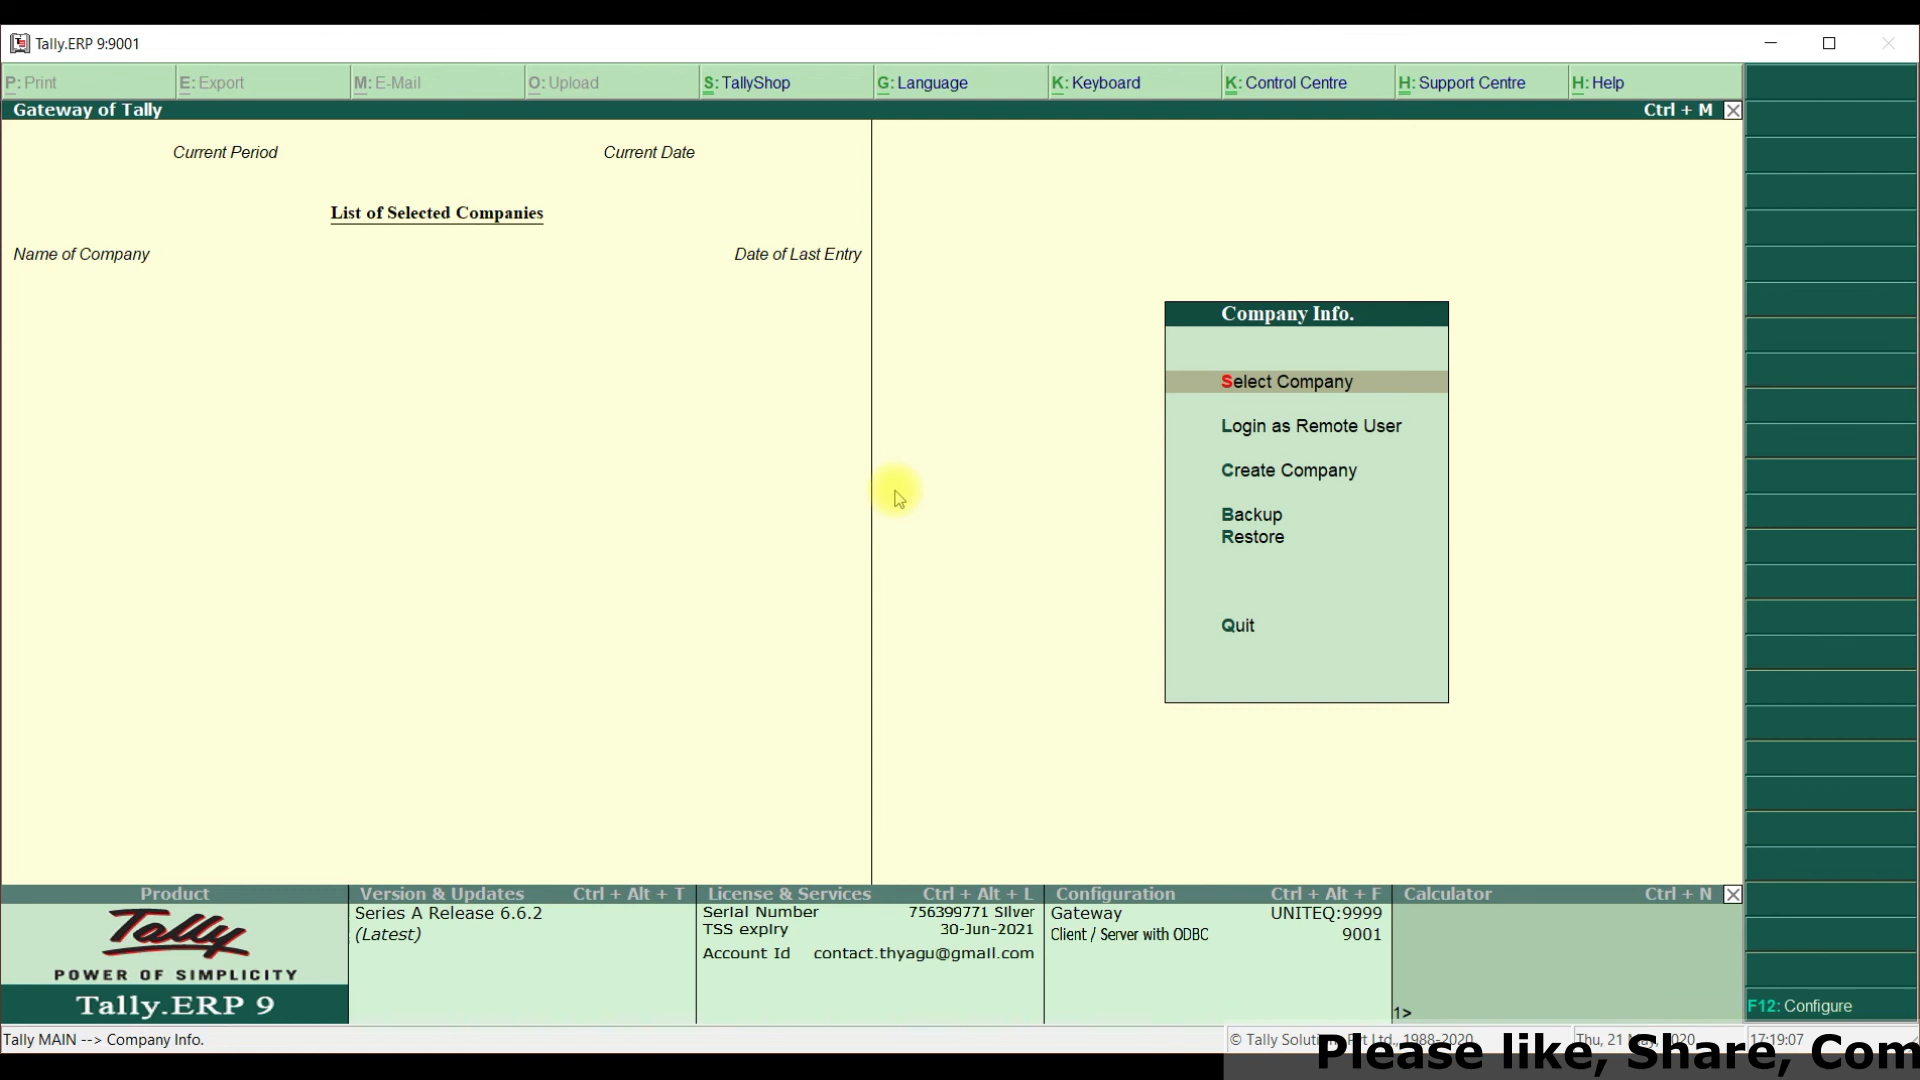 Tally.ERP 9:9001
P: Print E: Export M: E-Mail O: Upload S: TallyShop G: Language K: Keyboard K: Control Centre H: Support Centre H: Help
Gateway of Tally Ctrl + M
Current Period Current Date
List of Selected Companies
Name of Company Date of Last Entry
Company Info.
Select Company
Login as Remote User
Create Company
Backup
Restore
Quit
Product
Tally
POWER OF SIMPLICITY
Tally.ERP 9
Version & Updates Ctrl + Alt + T
Series A Release 6.6.2
(Latest)
License & Services Ctrl + Alt + L
Serial Number 756399771 Silver
TSS expiry 30-Jun-2021
Account Id contact.thyagu@gmail.com
Configuration Ctrl + Alt + F
Gateway UNITEQ:9999
Client / Server with ODBC 9001
Calculator Ctrl + N
1>
F12: Configure
Tally MAIN --> Company Info.
© Tally Pvt Ltd., 1988-2020 Thu, 21 2020 17:19:07
Please like, Share, Com